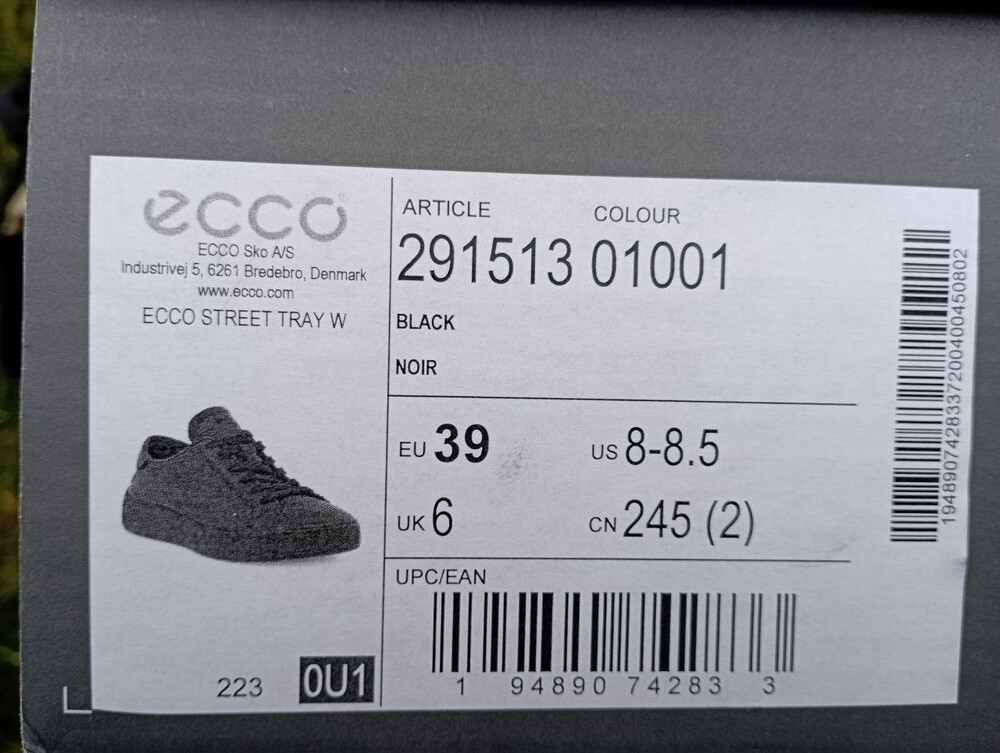 ecco
ECCO Sko A/S
Industrivej 5, 6261 Bredebro, Denmark
www.ecco.com
ECCO STREET TRAY W
223
0U1
ARTICLE COLOUR
291513 01001
BLACK
NOIR
EU 39 US 8-8.5
UK 6 CN 245 (2)
UPC/EAN
1 94890 74283 3
1948907428337200400450802